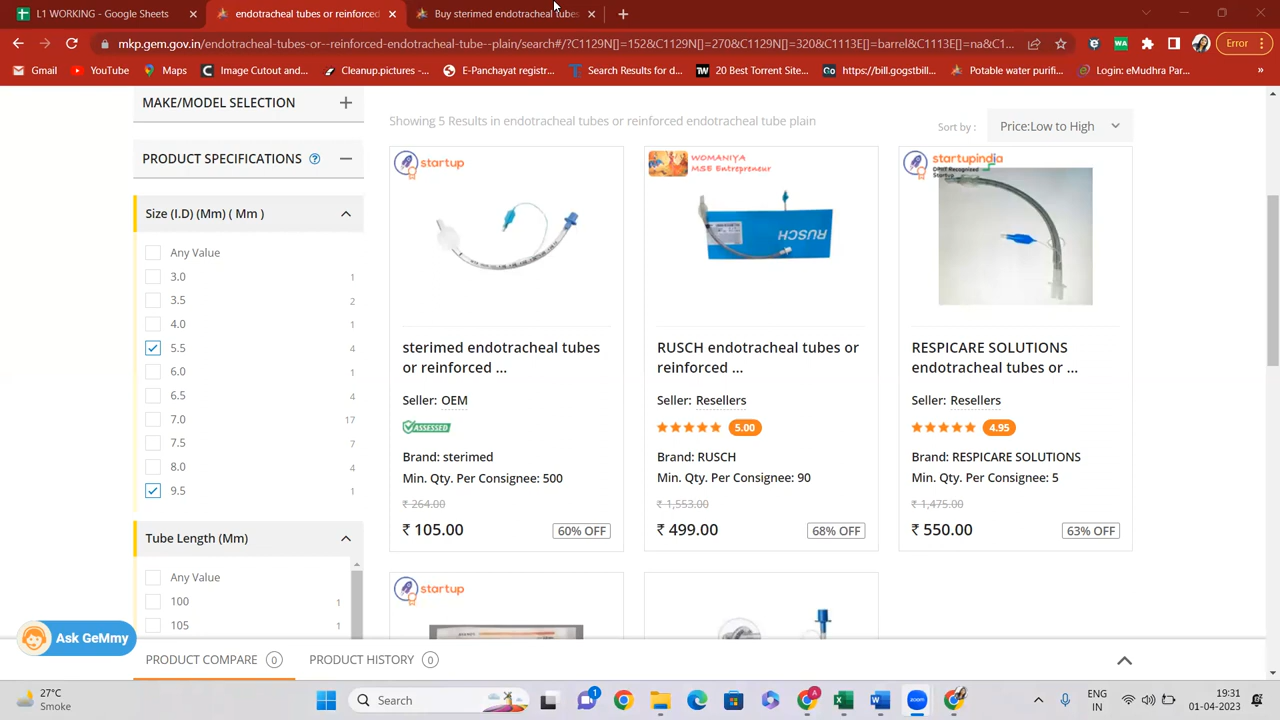 L1 WORKING - Google Sheets
endotracheal tubes or reinforced
Buy sterimed endotracheal tubes
mkp.gem.gov.in/endotracheal-tubes-or--reinforced-endotracheal-tube--plain/search#/?C1129N[]=152&C1129N[]=270&C1129N[]=320&C1113E[]=barrel&C1113E[]=na&C1...
WA
Error
Gmail
YouTube
Maps
Image Cutout and...
Cleanup.pictures -...
E-Panchayat registr...
Search Results for d...
20 Best Torrent Site...
https://bill.gogstbill...
Potable water purifi...
Login: eMudhra Par...
MAKE/MODEL SELECTION
Showing 5 Results in endotracheal tubes or reinforced endotracheal tube plain
Sort by :
Price:Low to High
PRODUCT SPECIFICATIONS
Size (I.D) (Mm) ( Mm )
Any Value
3.0 1
3.5 2
4.0 1
5.5 4
6.0 1
6.5 4
7.0 17
7.5 7
8.0 4
9.5 1
Tube Length (Mm)
Any Value
100 1
105 1
startup
sterimed endotracheal tubes
or reinforced ...
Seller: OEM
ASSESSED
Brand: sterimed
Min. Qty. Per Consignee: 500
₹ 264.00
₹ 105.00
60% OFF
WOMANIYA
MSE Entrepreneur
RUSCH
RUSCH endotracheal tubes or
reinforced ...
Seller: Resellers
5.00
Brand: RUSCH
Min. Qty. Per Consignee: 90
₹ 1,553.00
₹ 499.00
68% OFF
startupindia
DPIIT Recognised
Startup
RESPICARE SOLUTIONS
endotracheal tubes or ...
Seller: Resellers
4.95
Brand: RESPICARE SOLUTIONS
Min. Qty. Per Consignee: 5
₹ 1,475.00
₹ 550.00
63% OFF
startup
Ask GeMmy
PRODUCT COMPARE 0
PRODUCT HISTORY 0
27°C
Smoke
Search
1
zoom
ENG
IN
19:31
01-04-2023